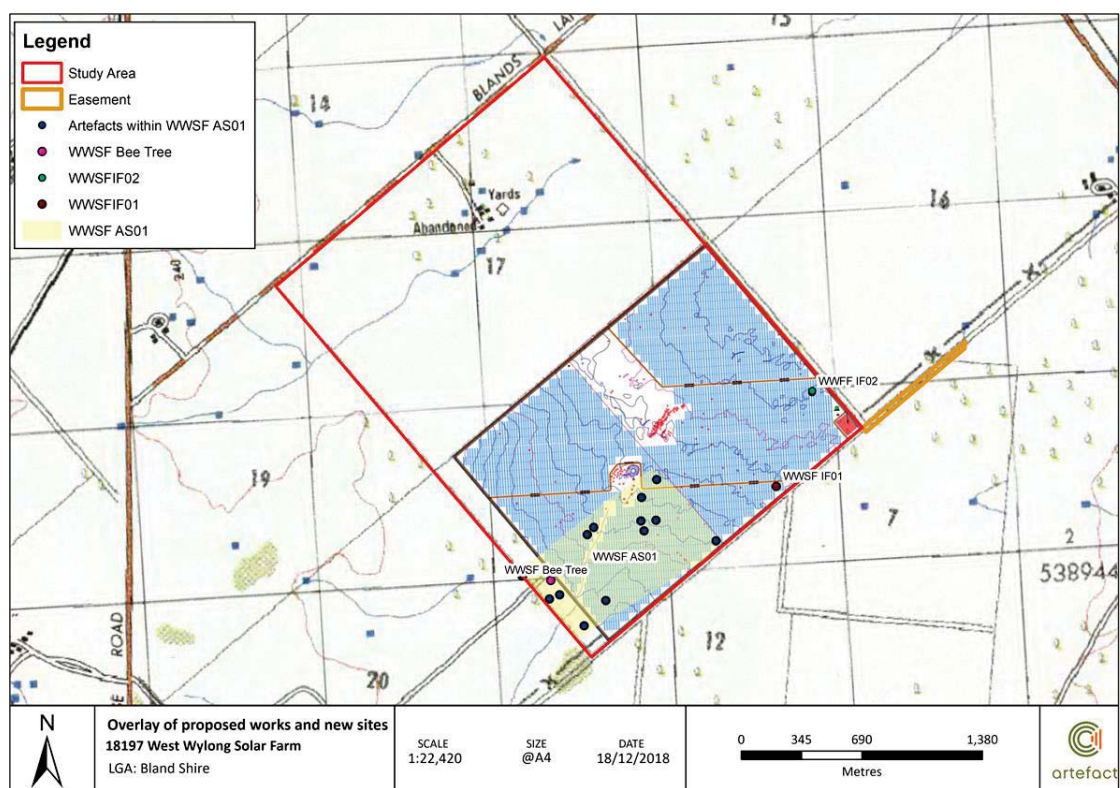 Legend
Study Area
Easement
Artefacts within WWSF AS01
WWSF Bee Tree
WWSFIF02
WWSFIF01
WWSF AS01
BLANDS
LAN
13
14
16
Yards
Abandoned
17
240
WWFF IF02
WWSF IF01
19
7
2
WWSF AS01
WWSF Bee Tree
538944
ROAD
20
12
N
Overlay of proposed works and new sites
18197 West Wylong Solar Farm
LGA: Bland Shire
SCALE
1:22,420
SIZE
@A4
DATE
18/12/2018
0 345 690 1,380
Metres
artefact